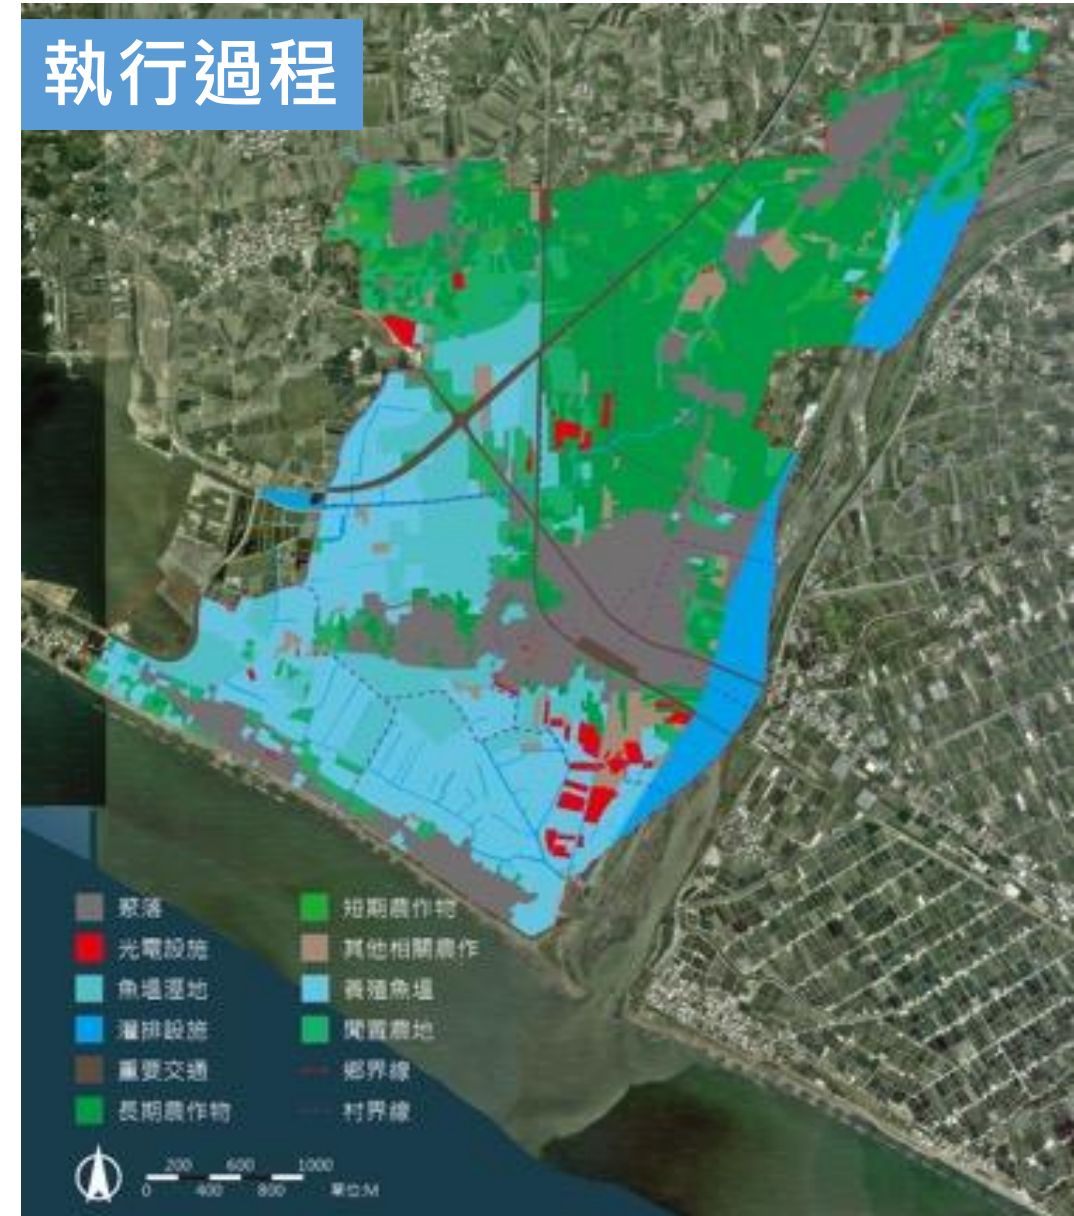 執行過程
聚落
短期農作物
光電設施
其他相關農作
魚塭溼地
養殖魚塭
灌排設施
閒置農地
重要交通
鄉界線
長期農作物
村界線
200 600 1000
0 400 800 單位:M